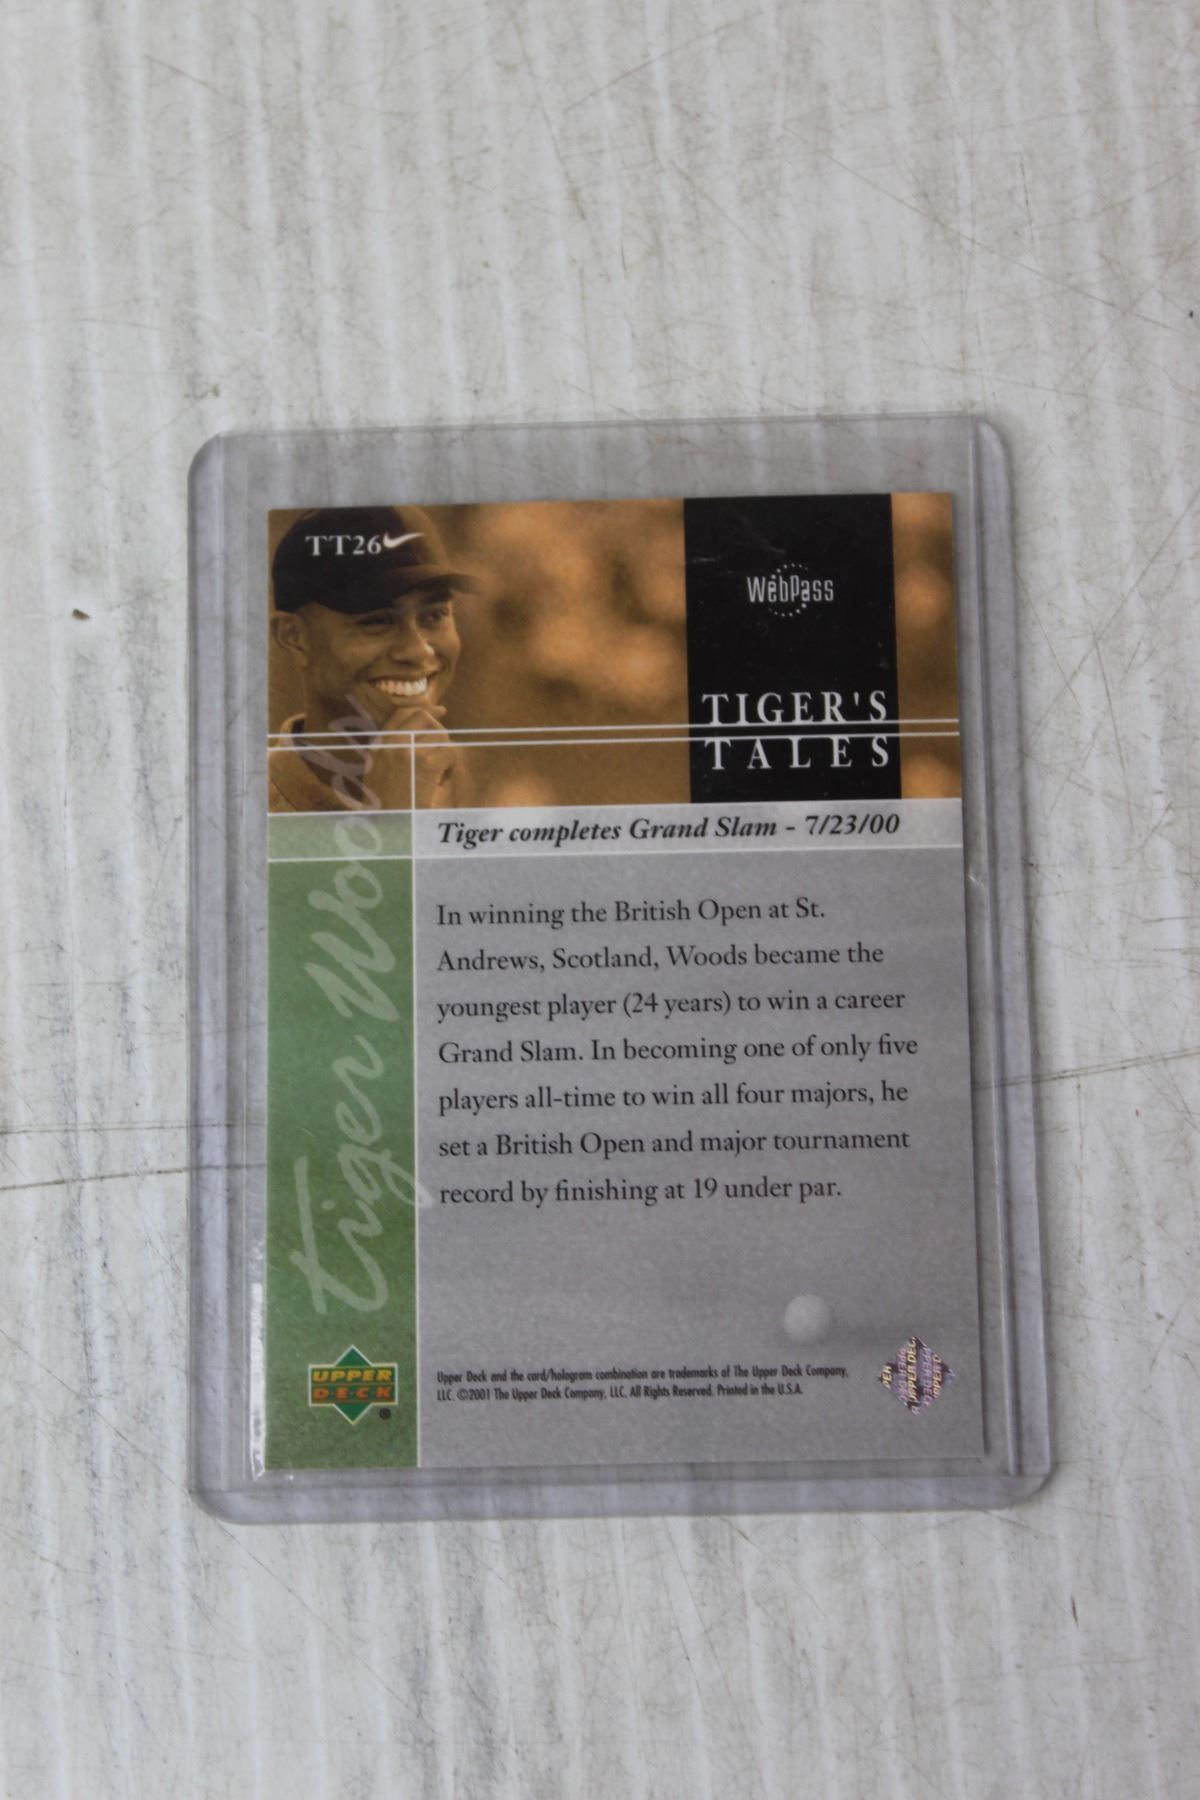 TT26
WebPass
TIGER'S
TALES
Tiger completes Grand Slam - 7/23/00
In winning the British Open at St.
Andrews, Scotland, Woods became the
youngest player (24 years) to win a career
Grand Slam. In becoming one of only five
players all-time to win all four majors, he
set a British Open and major tournament
record by finishing at 19 under par.
Tiger Woods
UPPER
DECK
®
Upper Deck and the card/hologram combination are trademarks of The Upper Deck Company,
LLC. ©2001 The Upper Deck Company, LLC. All Rights Reserved. Printed in the U.S.A.
UPPER DEC